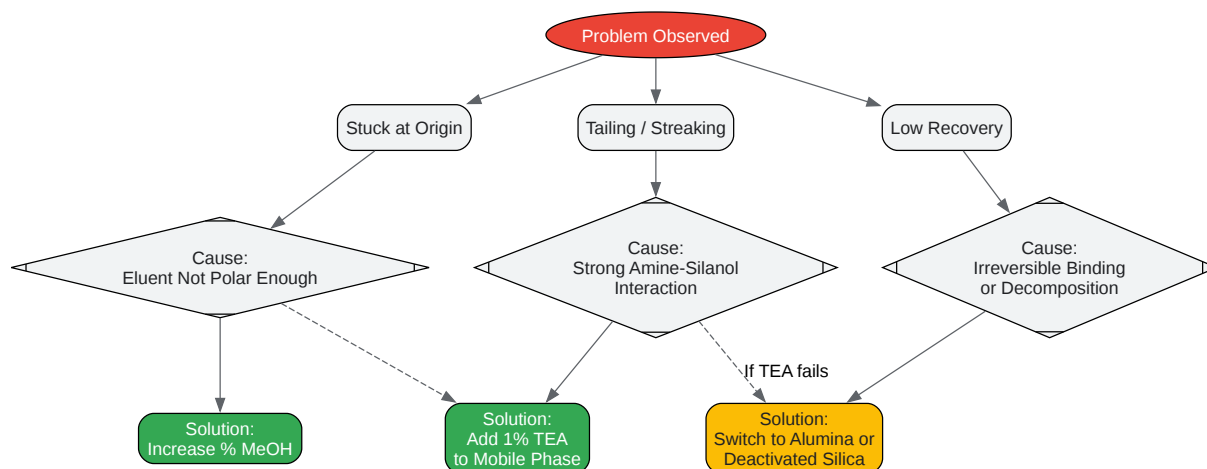 Problem Observed
Stuck at Origin
Tailing / Streaking
Low Recovery
Cause:
Eluent Not Polar Enough
Cause:
Strong Amine-Silanol
Interaction
Cause:
Irreversible Binding
or Decomposition
If TEA fails
Solution:
Increase % MeOH
Solution:
Add 1% TEA
to Mobile Phase
Solution:
Switch to Alumina or
Deactivated Silica